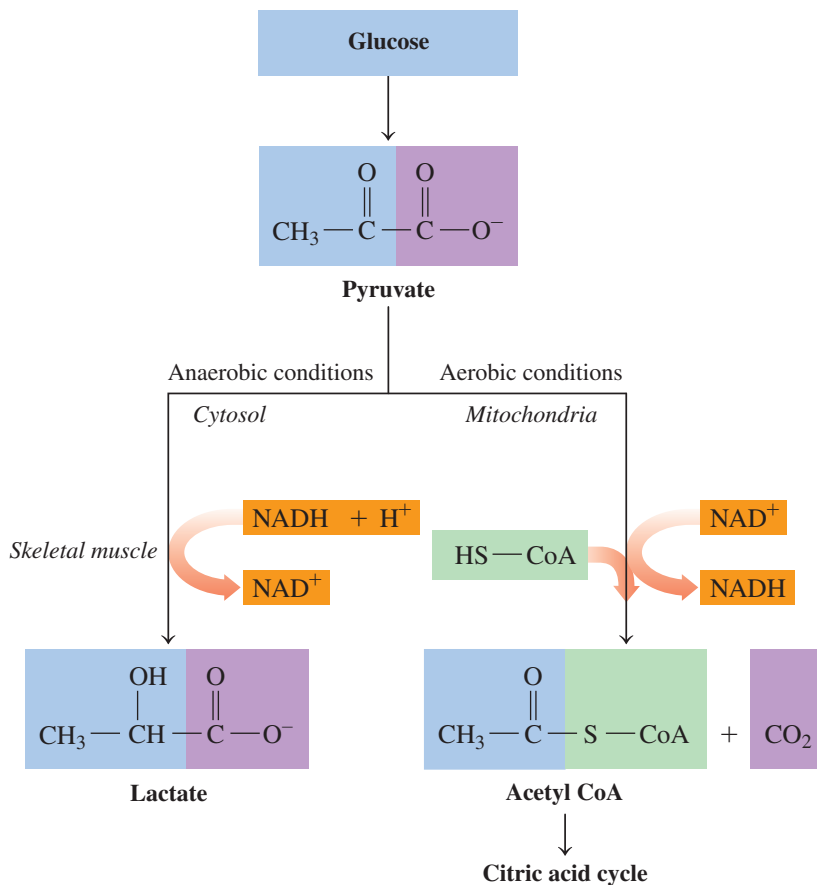 Glucose
O O
CH₃—C—C—O⁻
Pyruvate
Anaerobic conditions
Aerobic conditions
Cytosol
Mitochondria
NADH + H⁺
NAD⁺
Skeletal muscle
HS—CoA
NAD⁺
NADH
OH O
CH₃—CH—C—O⁻
Lactate
O
CH₃—C—S—CoA + CO₂
Acetyl CoA
Citric acid cycle